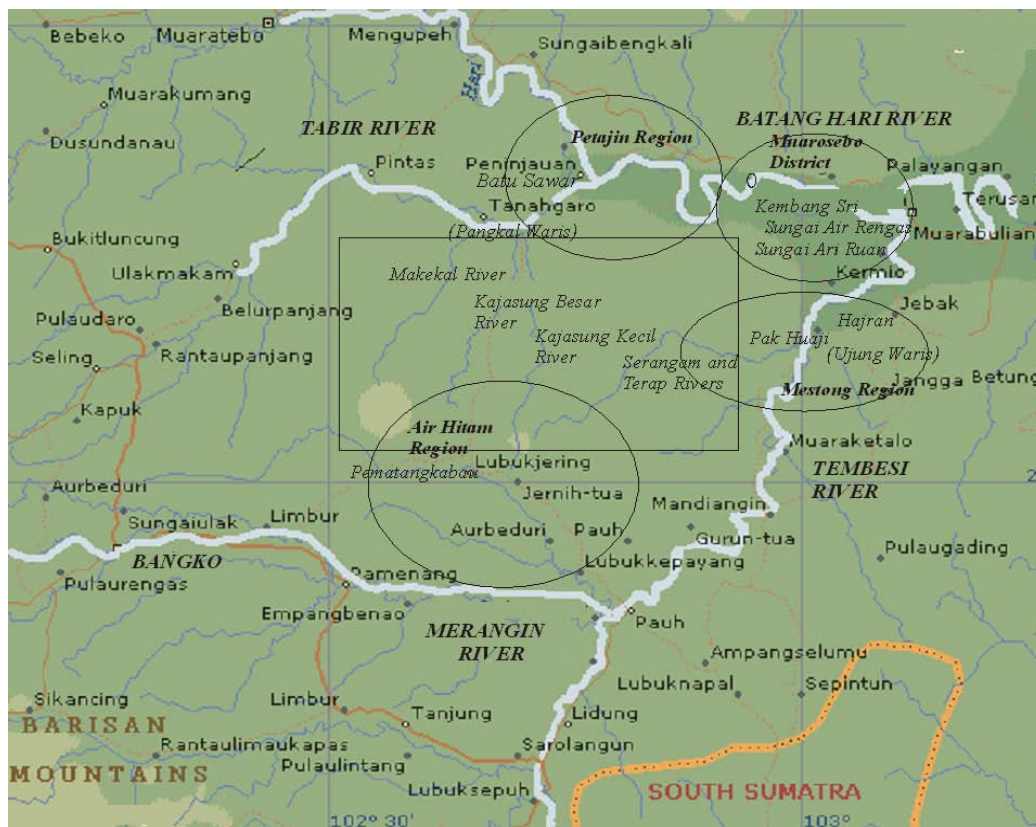 Bebeko
Muaratebo
Mengupeh
Sungaibengkali
Hari
Muarakumang
Dusundanau
TABIR RIVER
Petajin Region
BATANG HARI RIVER
Muarosebo
District
Pintas
Peninjauan
Batu Sawar
Palayangan
Terusan
Tanahgaro
(Pangkal Waris)
Kembang Sri
Sungai Air Rengas
Sungai Ari Ruan
Muarabulian
Bukitluncung
Ulakmakam
Makekal River
Kermio
Belurpanjang
Kajasung Besar
River
Jebak
Pulaudaro
Rantaupanjang
Kajasung Kecil
River
Hajran
Pak Huaji
(Ujung Waris)
Seling
Serangam and
Terap Rivers
Jangga
Betung
Mestong Region
Kapuk
Air Hitam
Region
Muaraketalo
Pematangkabau
Lubukjering
TEMBESI
RIVER
2
Aurbeduri
Jernih-tua
Mandiangin
Sungaiulak
Limbur
Aurbeduri
Pauh
Gurun-tua
BANGKO
Pulaugading
Pulaurengas
Pamenang
Lubukkepayang
Empangbenao
MERANGIN
RIVER
Pauh
Ampangselumu
Sikancing
Limbur
Lubuknapal
Sepintun
Tanjung
Lidung
BARISAN
MOUNTAINS
Rantaulimaukapas
Pulaulintang
Sarolangun
Lubuksepuh
SOUTH SUMATRA
102°30'
103°